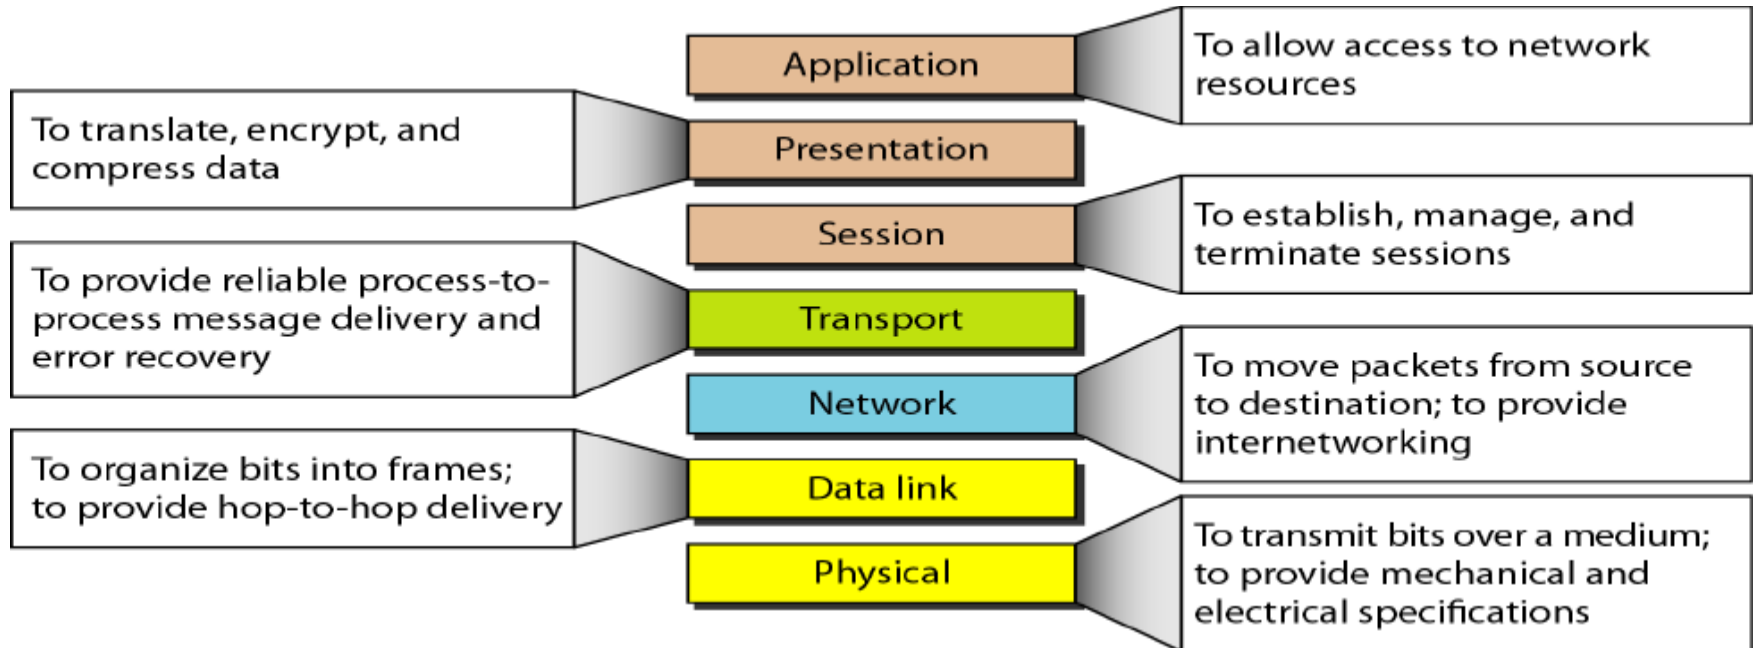 Application
To allow access to network
resources
To translate, encrypt, and
compress data
Presentation
Session
To establish, manage, and
terminate sessions
To provide reliable process-to-
process message delivery and
error recovery
Transport
Network
To move packets from source
to destination; to provide
internetworking
To organize bits into frames;
to provide hop-to-hop delivery
Data link
Physical
To transmit bits over a medium;
to provide mechanical and
electrical specifications